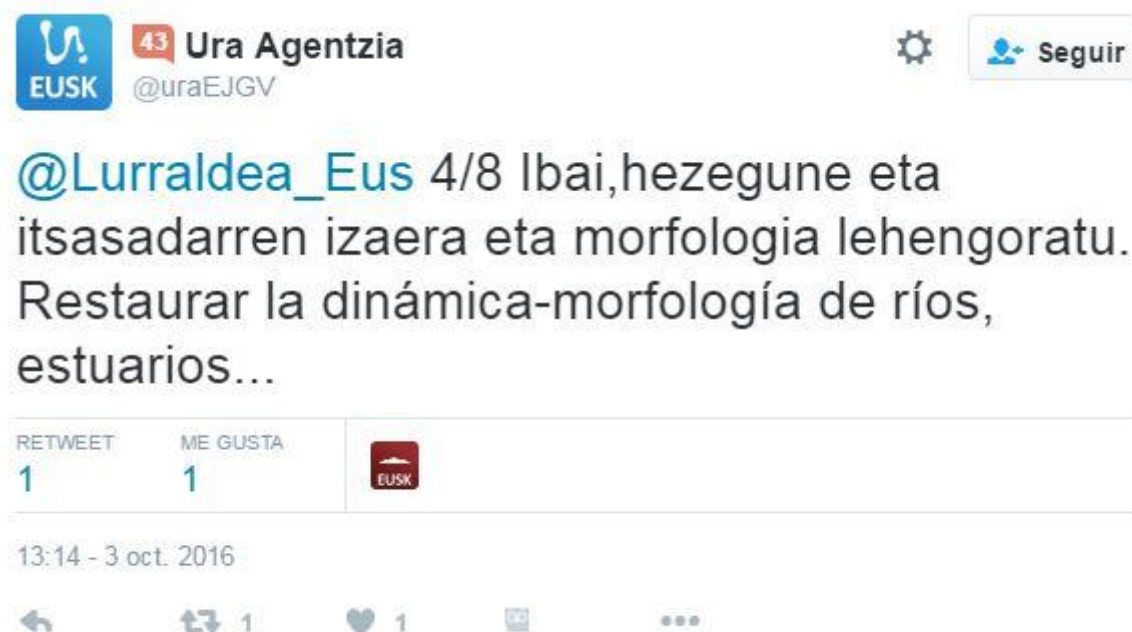 EUSK
43 Ura Agentzia
@uraEJGV
Seguir
@Lurraldea_Eus 4/8 Ibai,hezegune eta
itsasadarren izaera eta morfologia lehengoratu.
Restaurar la dinámica-morfología de ríos,
estuarios...
RETWEET ME GUSTA
1 1
EUSK
13:14 - 3 oct. 2016
1 1